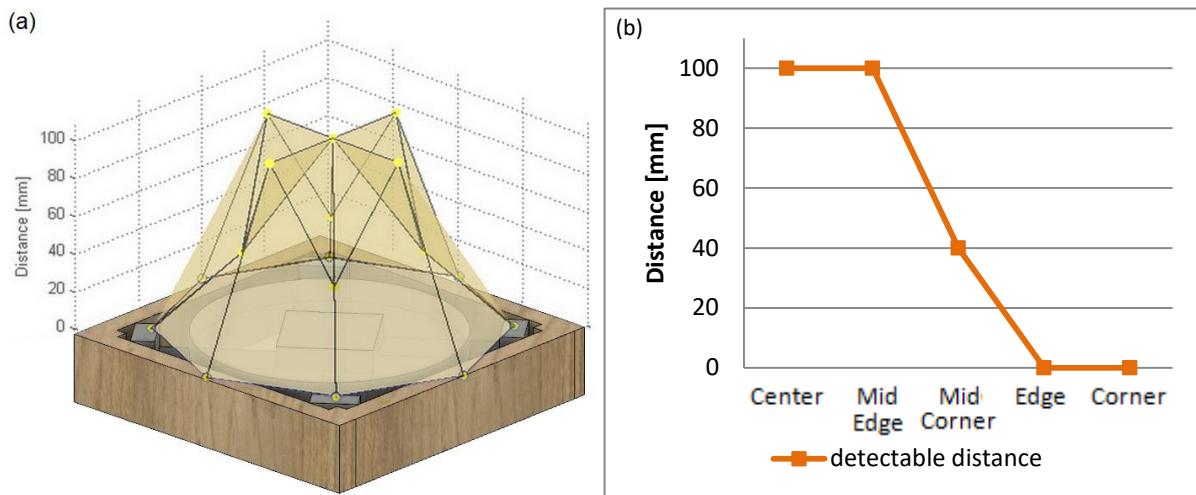 (a)
100
80
60
40
20
0
Distance [mm]
(b)
100
80
60
40
20
0
Distance [mm]
Center Mid Mid Edge Corner
Edge Corner
detectable distance